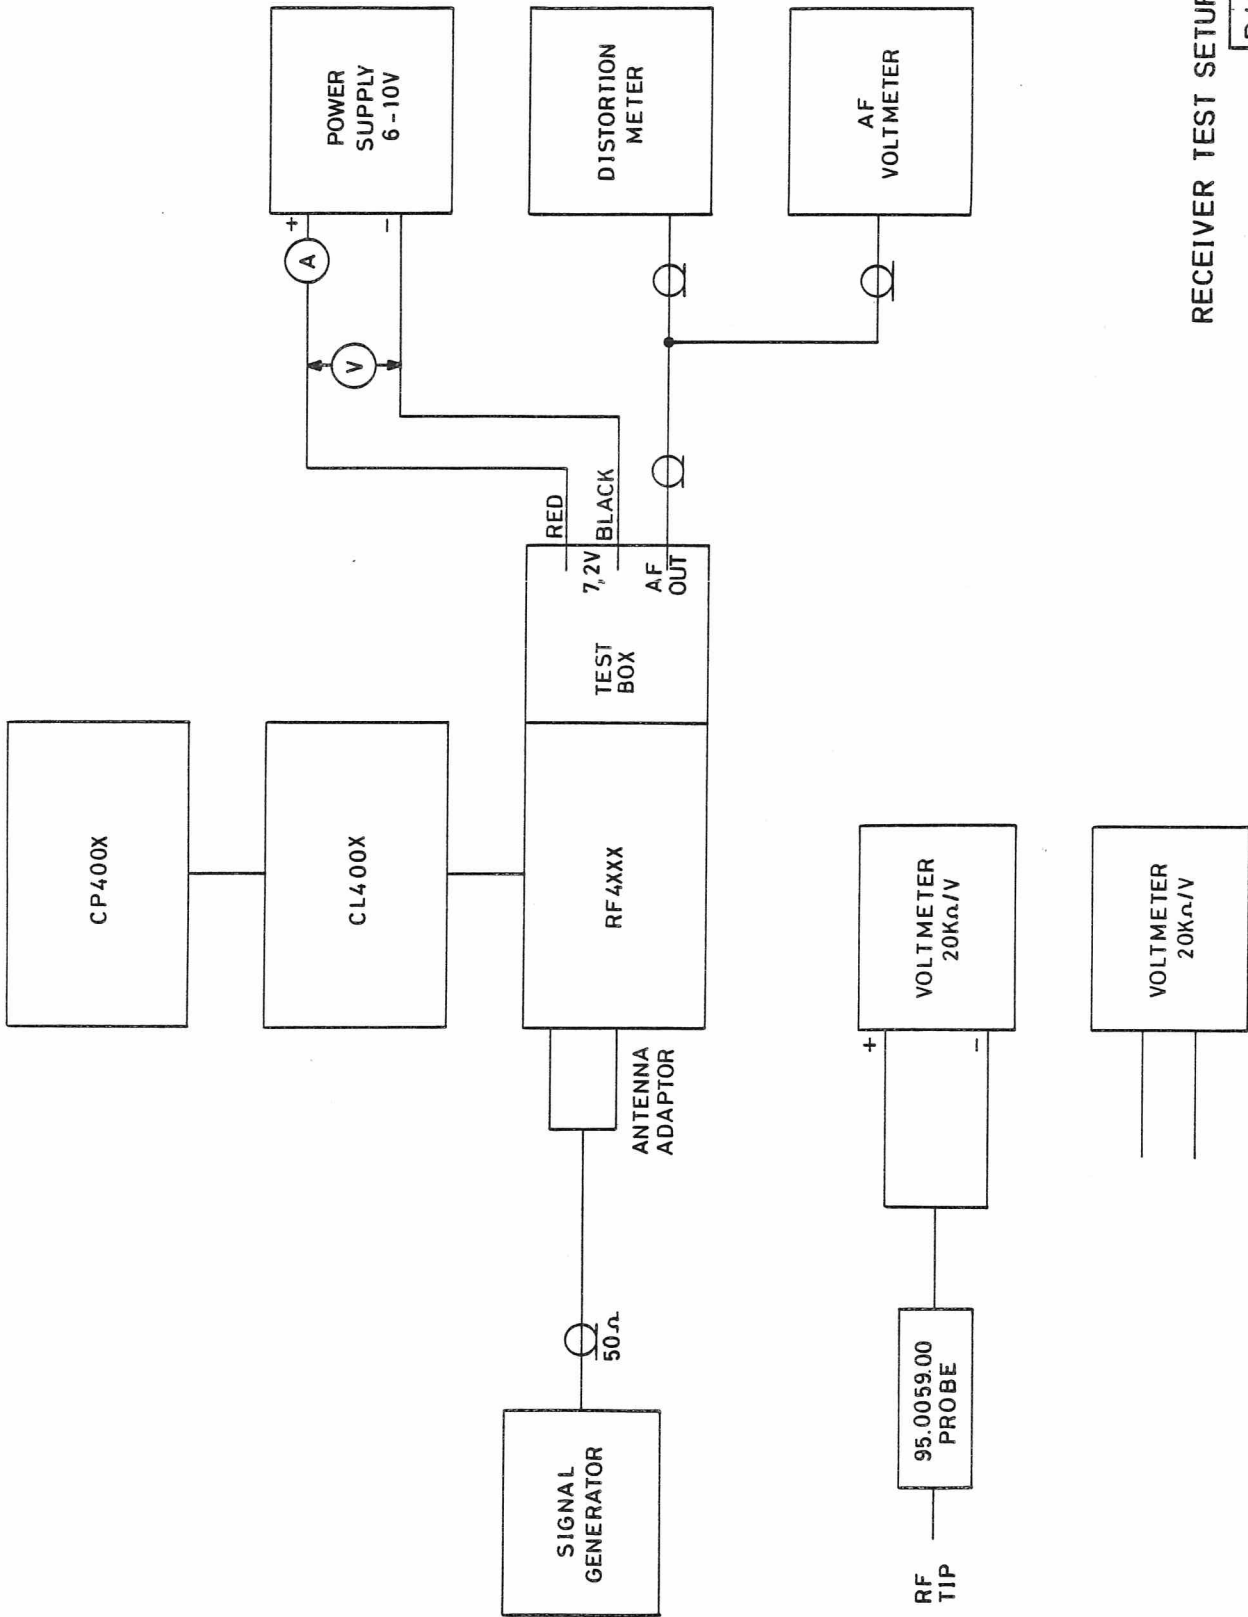 CP400X
CL400X
RF4XXX
TEST
BOX
RED
7,2V
BLACK
AF
OUT
+
A
V
-
POWER
SUPPLY
6-10V
DISTORTION
METER
AF
VOLTMETER
ANTENNA
ADAPTOR
50Ω
SIGNAL
GENERATOR
RF
TIP
95.0059.00
PROBE
+
-
VOLTMETER
20KΩ/V
VOLTMETER
20KΩ/V
RECEIVER TEST SETUP